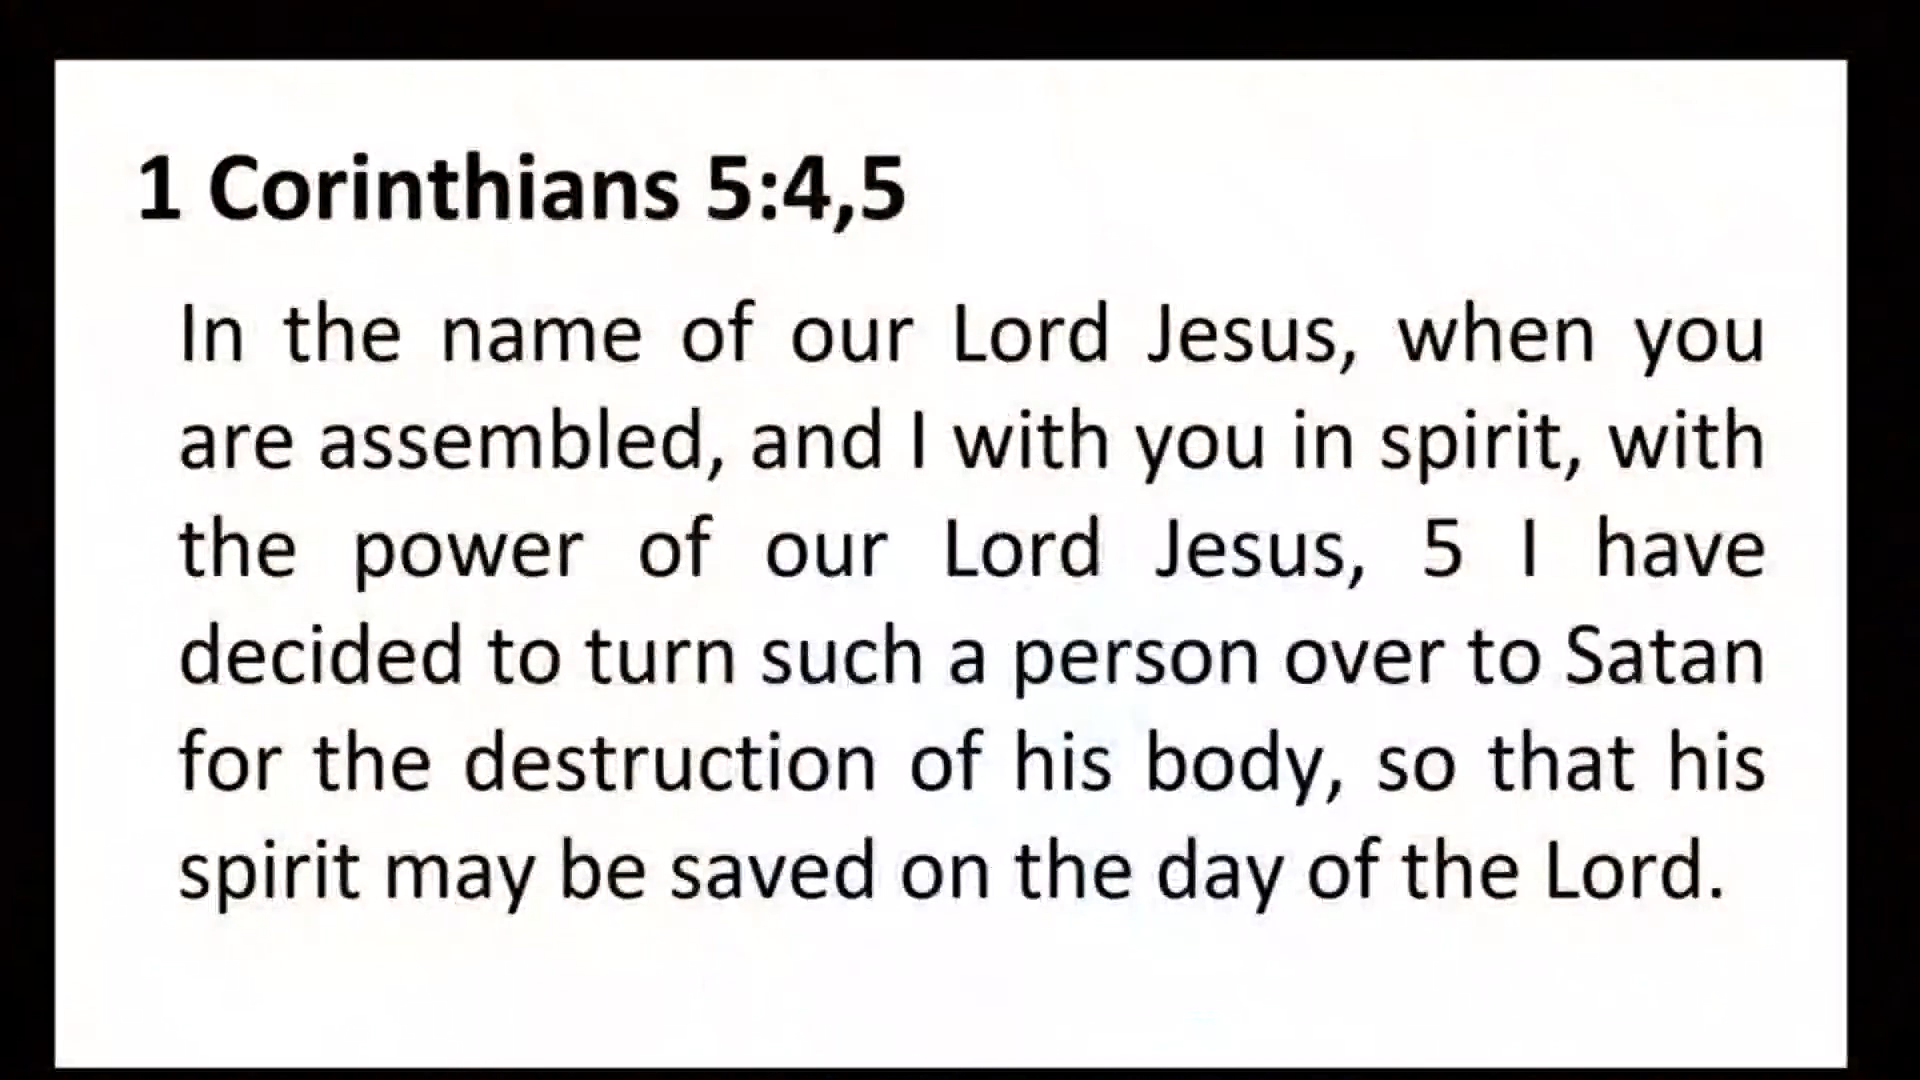 1 Corinthians 5:4,5
In the name of our Lord Jesus, when you
are assembled, and I with you in spirit, with
the power of our Lord Jesus, 5 I have
decided to turn such a person over to Satan
for the destruction of his body, so that his
spirit may be saved on the day of the Lord.